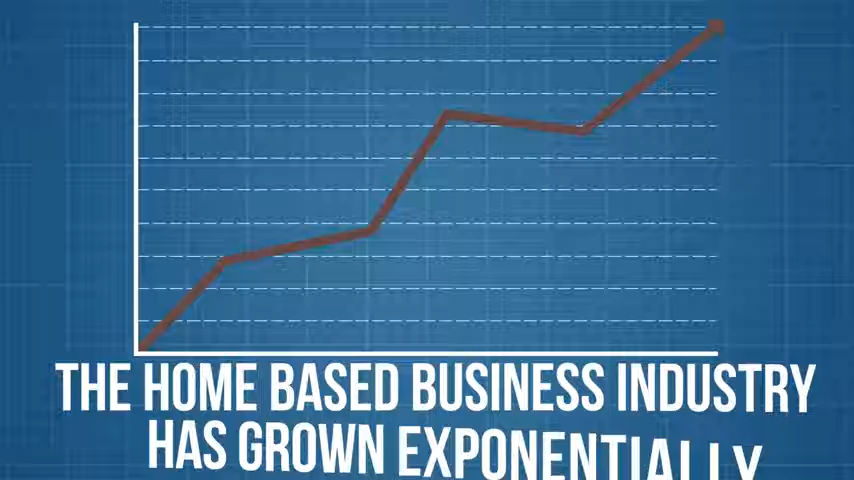 THE HOME BASED BUSINESS INDUSTRY
HAS GROWN EXPONENTIALLY